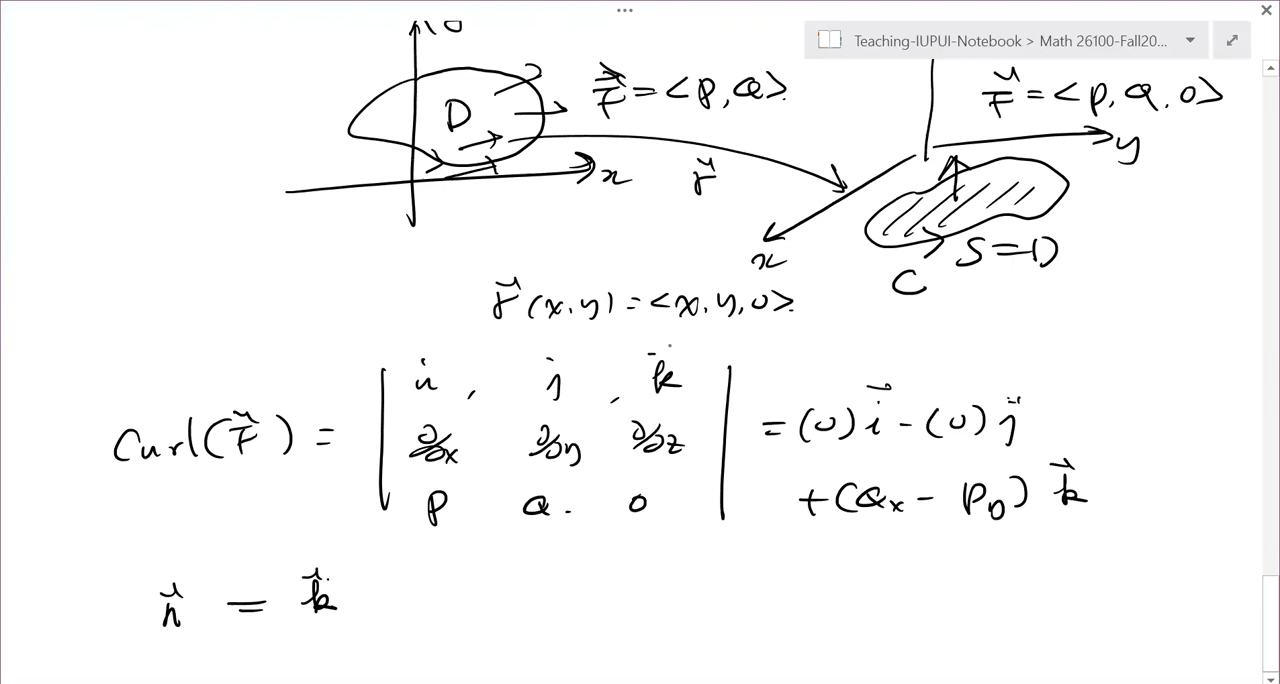 Teaching-IUPUI-Notebook > Math 26100-Fall20...
D
F⃗ = <P, Q>.
x
r⃗
F⃗ = <P, Q, 0>
y
x
S = D
C
r⃗(x, y) = <x, y, 0>.
Curl(F⃗) = | i, j, k | = (0)i⃗ - (0)j⃗
∂/∂x ∂/∂y ∂/∂z
P Q. 0 + (Qx - Py) k⃗
n⃗ = k⃗